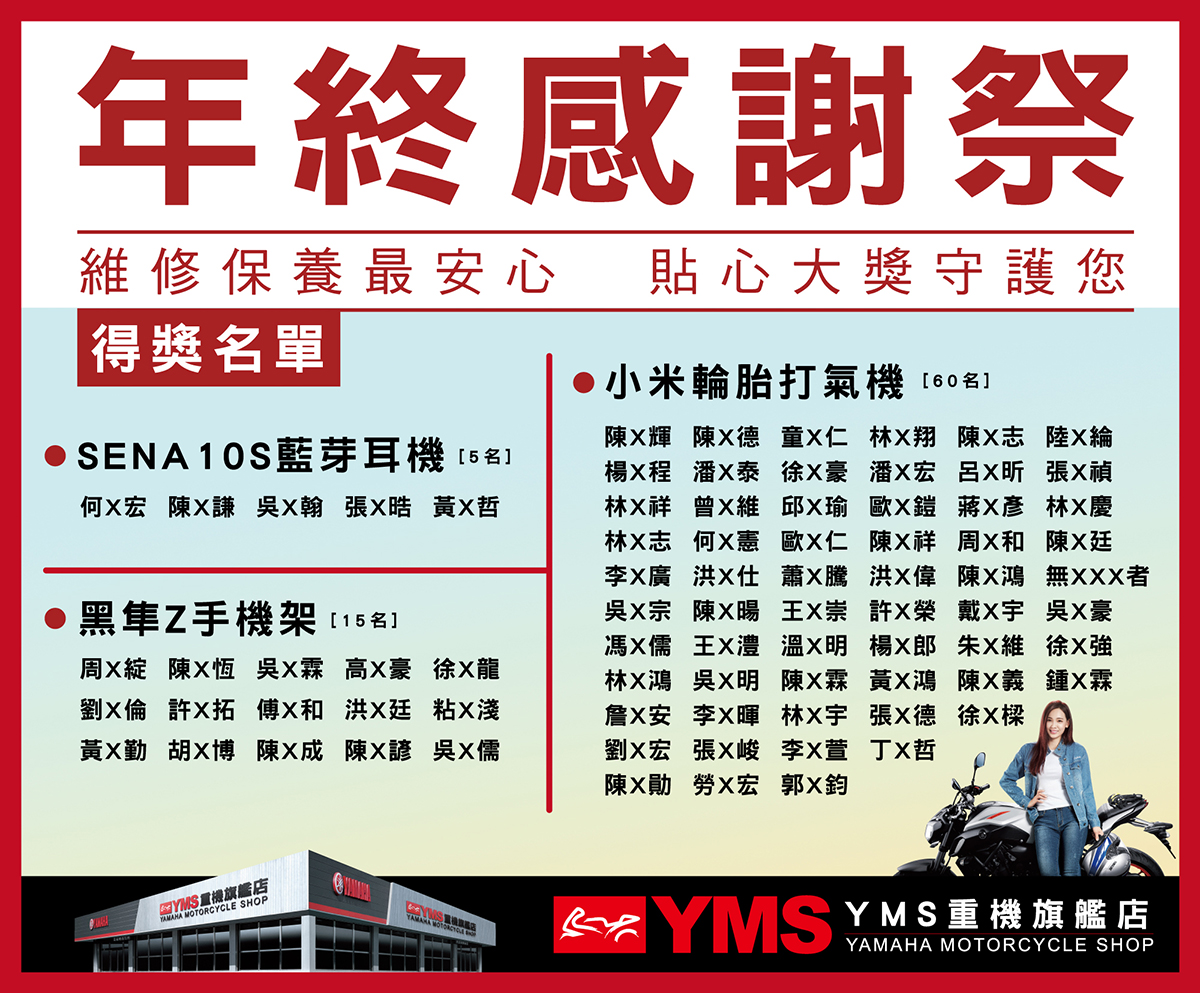 年終感謝祭
維修保養最安心 貼心大獎守護您
得獎名單
SENA10S藍芽耳機 [5名]
何X宏 陳X謙 吳X翰 張X晧 黃X哲
黑隼Z手機架 [15名]
周X綻 陳X恆 吳X霖 高X豪 徐X龍
劉X倫 許X拓 傅X和 洪X廷 粘X淺
黃X勤 胡X博 陳X成 陳X諺 吳X儒
小米輪胎打氣機 [60名]
陳X輝 陳X德 童X仁 林X翔 陳X志 陸X綸
楊X程 潘X泰 徐X豪 潘X宏 呂X昕 張X禎
林X祥 曾X維 邱X瑜 歐X鎧 蔣X彥 林X慶
林X志 何X憲 歐X仁 陳X祥 周X和 陳X廷
李X廣 洪X仕 蕭X騰 洪X偉 陳X鴻 無XXX者
吳X宗 陳X暘 王X崇 許X榮 戴X宇 吳X豪
馮X儒 王X澧 溫X明 楊X郎 朱X維 徐X強
林X鴻 吳X明 陳X霖 黃X鴻 陳X義 鍾X霖
詹X安 李X暉 林X宇 張X德 徐X樑
劉X宏 張X峻 李X萱 丁X哲
陳X勛 勞X宏 郭X鈞
YAMAHA
YMS重機旗艦店
YAMAHA MOTORCYCLE SHOP
YAMAHA
YMS重機旗艦店
YAMAHA MOTORCYCLE SHOP
YMS YMS重機旗艦店
YAMAHA MOTORCYCLE SHOP